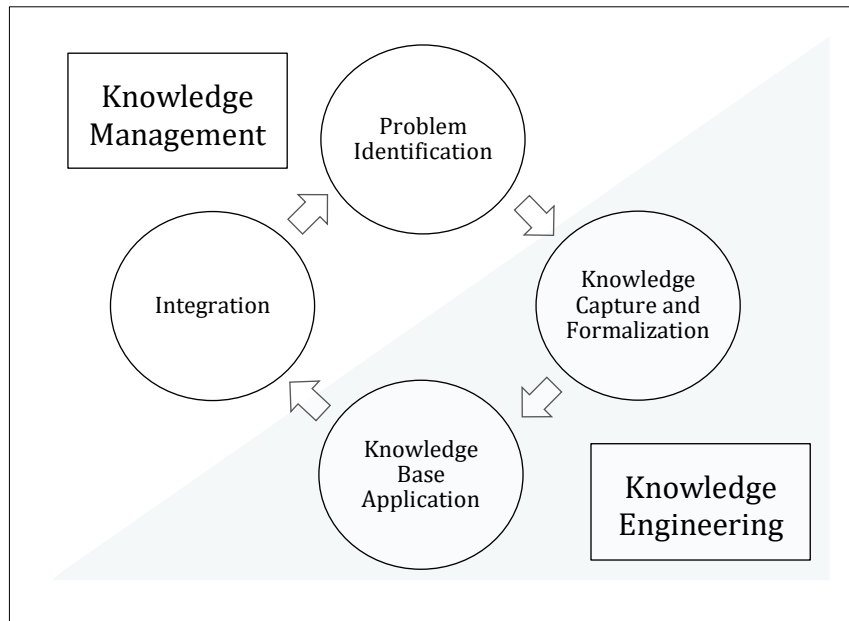 Knowledge
Management
Problem
Identification
Integration
Knowledge
Capture and
Formalization
Knowledge
Base
Application
Knowledge
Engineering